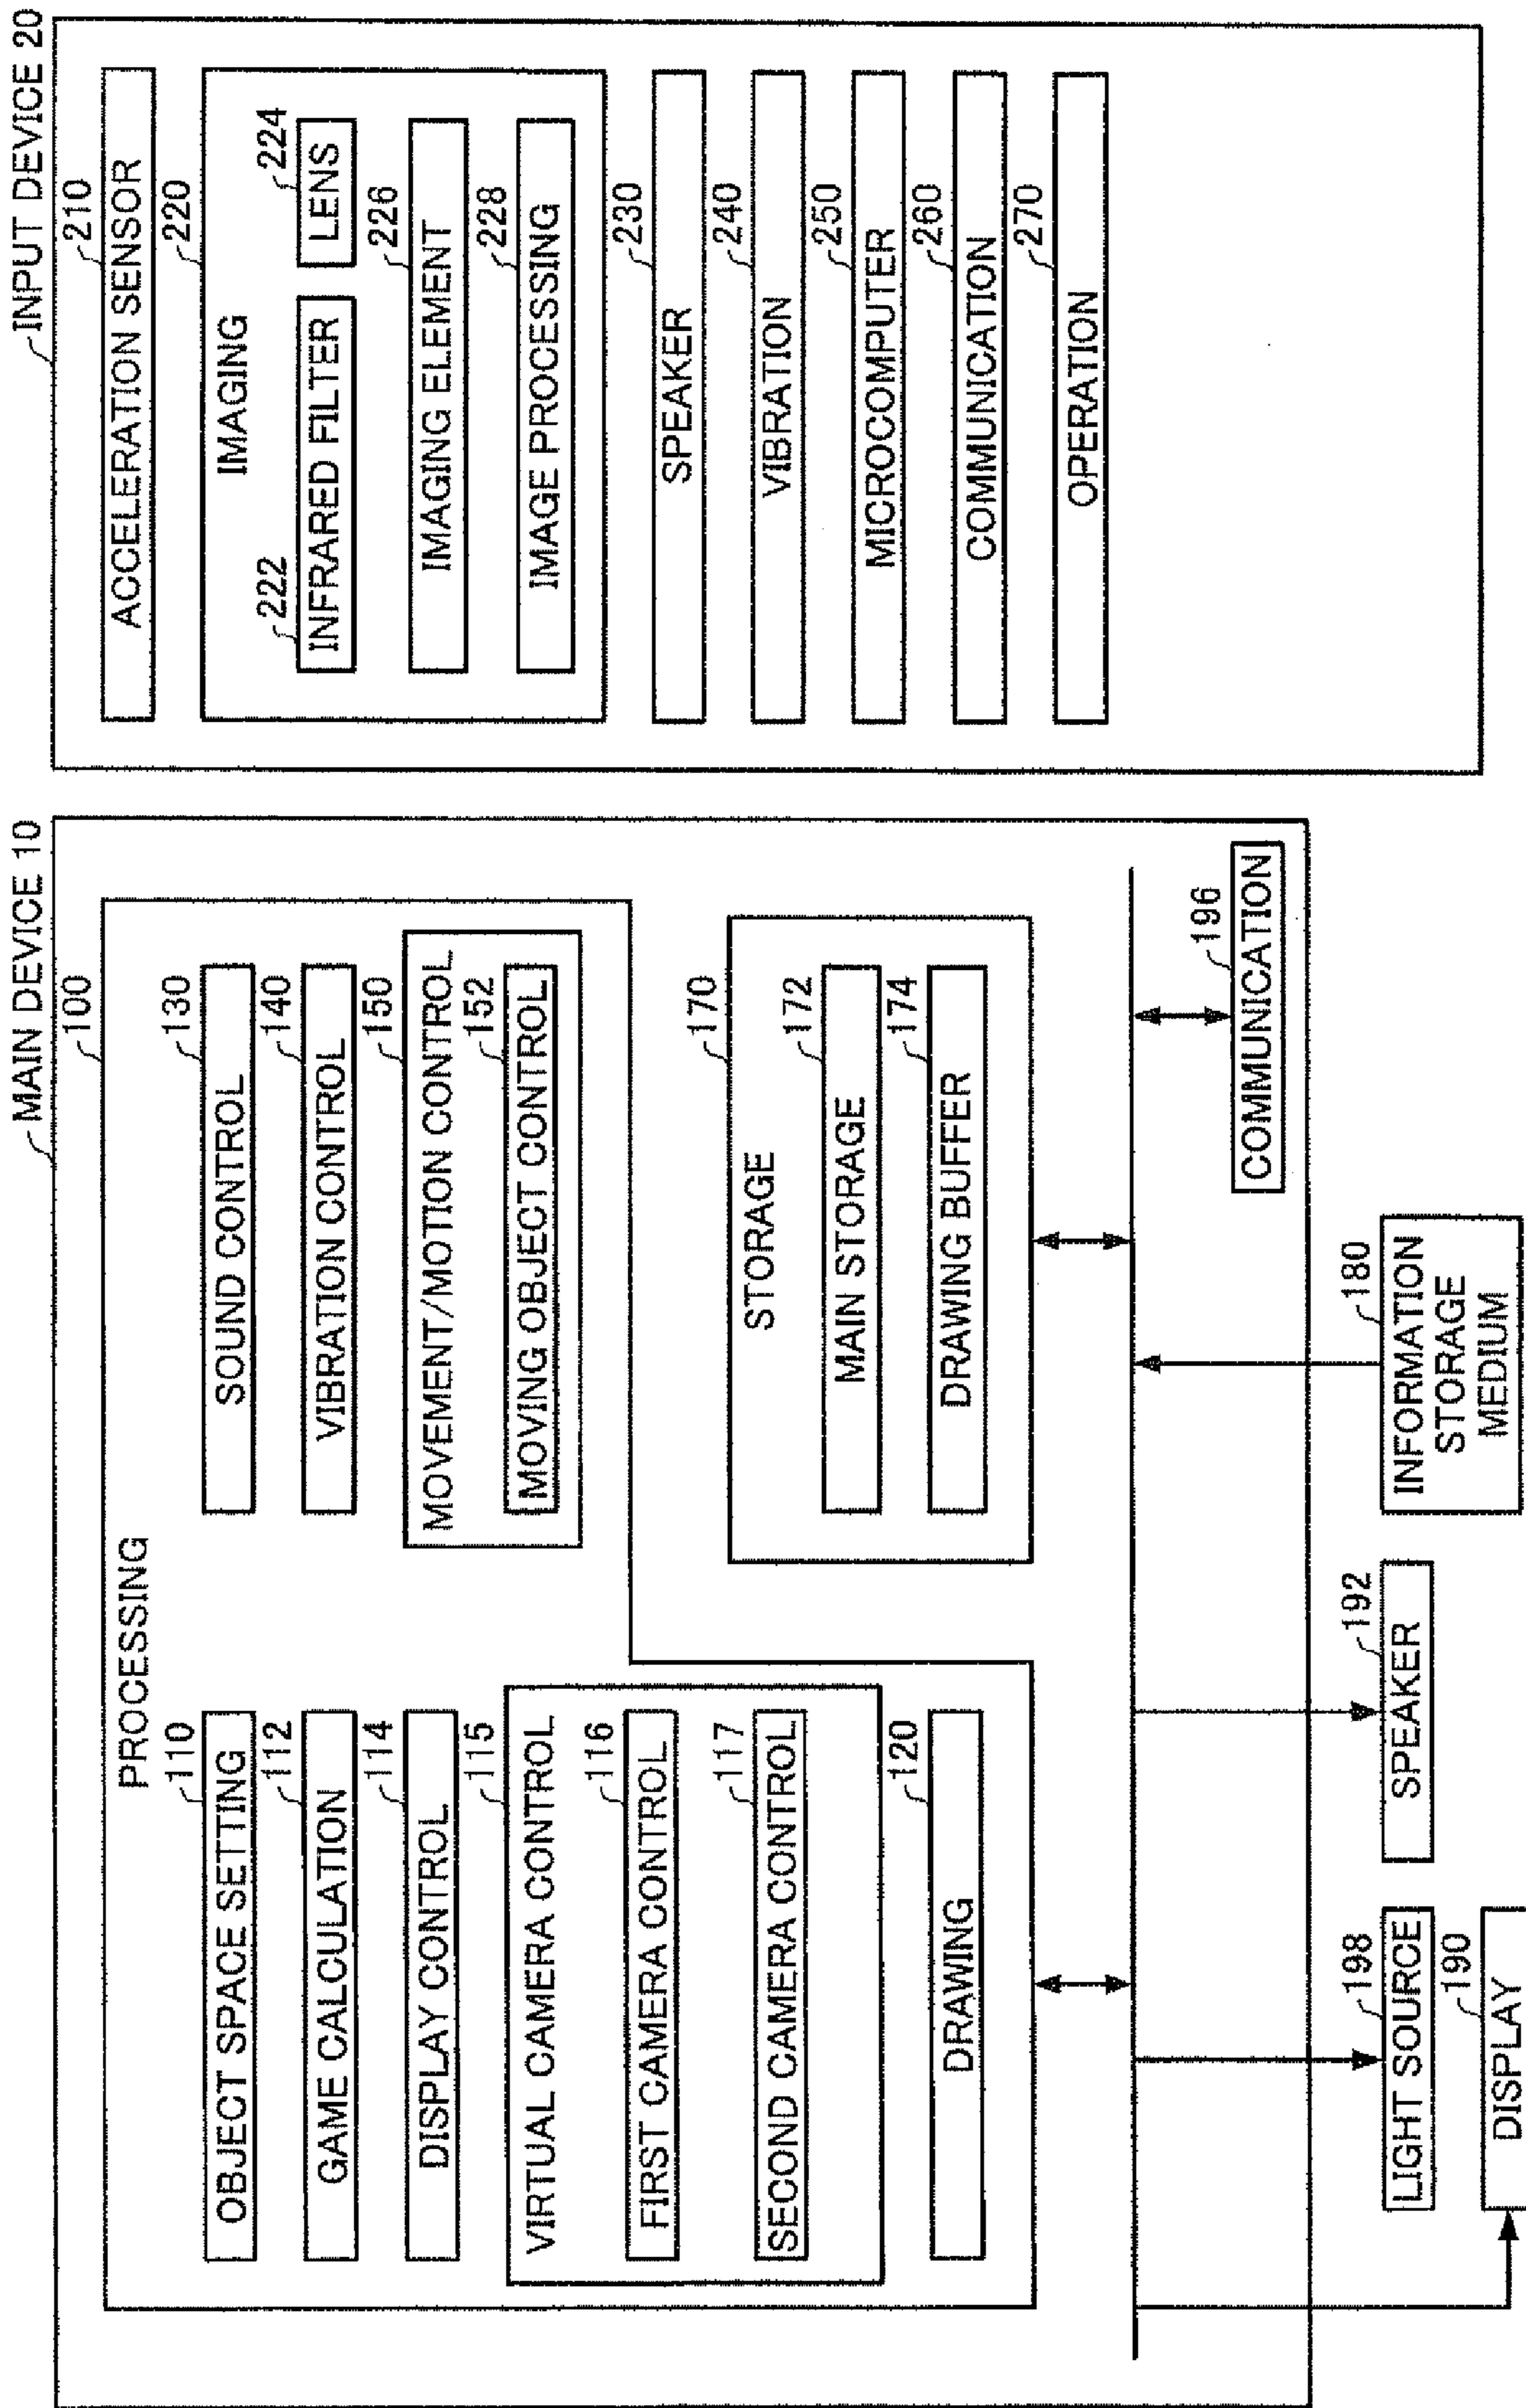 MAIN DEVICE 10
100
PROCESSING
110
OBJECT SPACE SETTING
112
GAME CALCULATION
114
DISPLAY CONTROL
115
VIRTUAL CAMERA CONTROL
116
FIRST CAMERA CONTROL
117
SECOND CAMERA CONTROL
120
DRAWING
130
SOUND CONTROL
140
VIBRATION CONTROL
150
MOVEMENT/MOTION CONTROL
152
MOVING OBJECT CONTROL
170
STORAGE
172
MAIN STORAGE
174
DRAWING BUFFER
196
COMMUNICATION
198
LIGHT SOURCE
190
DISPLAY
192
SPEAKER
180
INFORMATION
STORAGE
MEDIUM
INPUT DEVICE 20
210
ACCELERATION SENSOR
220
IMAGING
222
INFRARED FILTER
224
LENS
226
IMAGING ELEMENT
228
IMAGE PROCESSING
230
SPEAKER
240
VIBRATION
250
MICROCOMPUTER
260
COMMUNICATION
270
OPERATION